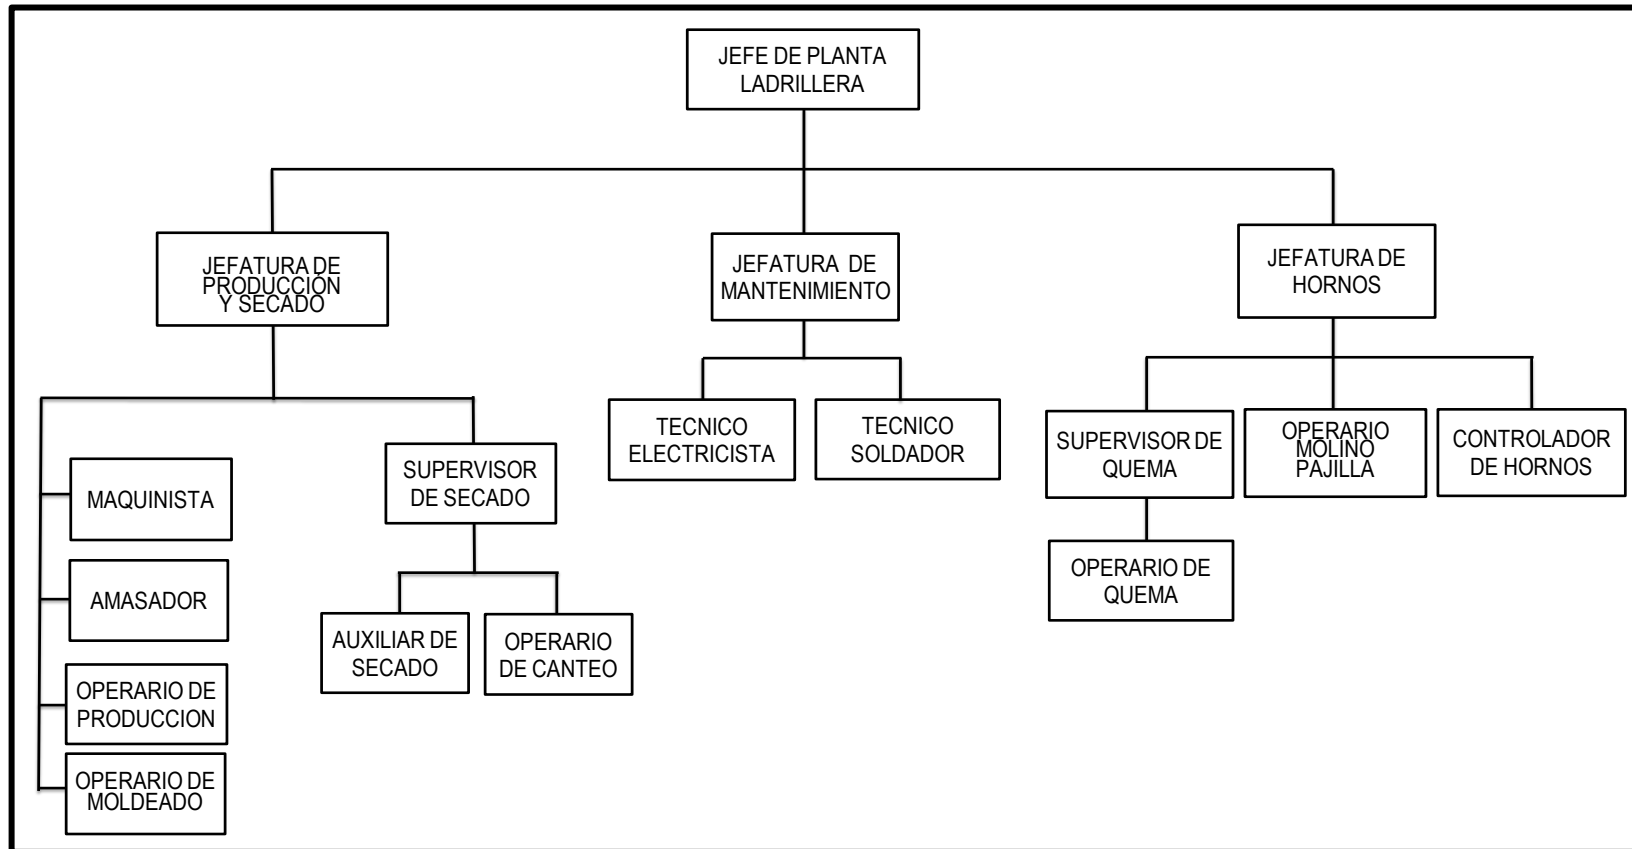 JEFE DE PLANTA
LADRILLERA
JEFATURA DE
PRODUCCIÓN
Y SECADO
JEFATURA DE
MANTENIMIENTO
JEFATURA DE
HORNOS
MAQUINISTA
AMASADOR
OPERARIO DE
PRODUCCION
OPERARIO DE
MOLDEADO
SUPERVISOR
DE SECADO
AUXILIAR DE
SECADO
OPERARIO
DE CANTEO
TECNICO
ELECTRICISTA
TECNICO
SOLDADOR
SUPERVISOR DE
QUEMA
OPERARIO DE
QUEMA
OPERARIO
MOLINO
PAJILLA
CONTROLADOR
DE HORNOS